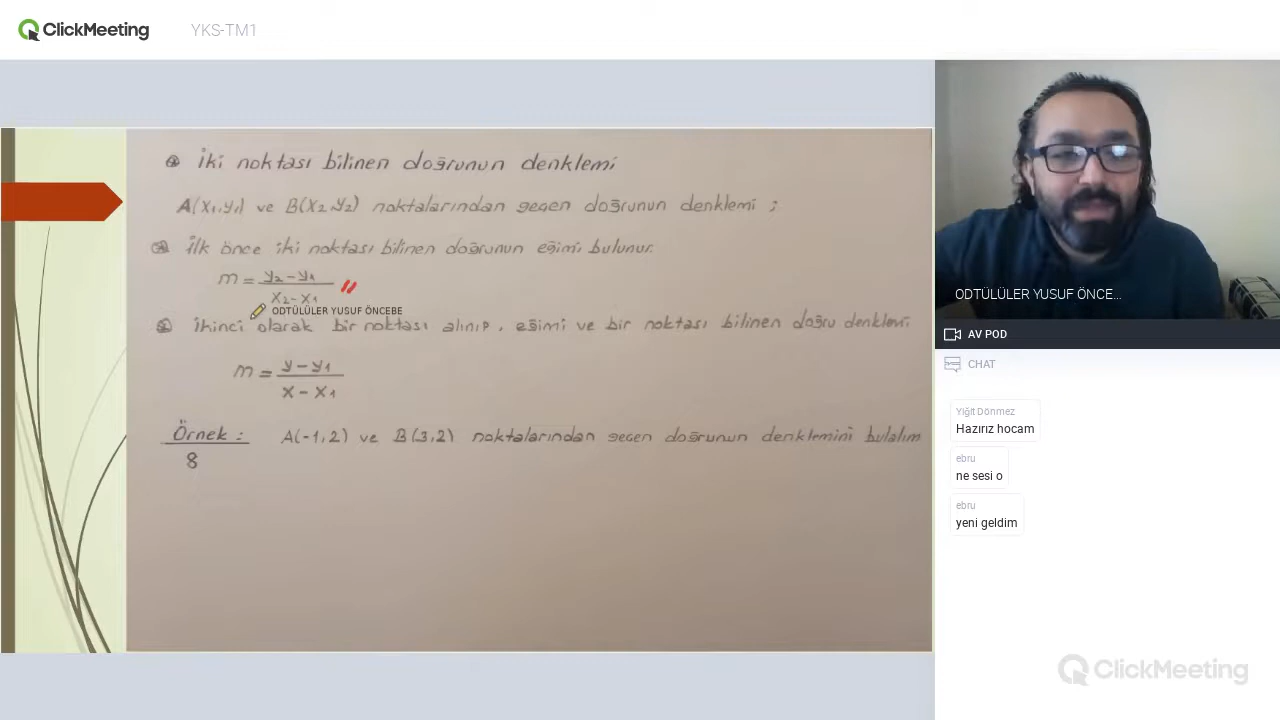 ClickMeeting
YKS-TM1
İki noktası bilinen doğrunun denklemi
A(x₁,y₁) ve B(x₂,y₂) noktalarından geçen doğrunun denklemi ;
İlk önce iki noktası bilinen doğrunun eğimi bulunur.
m = y₂-y₁ / x₂-x₁
ODTÜLÜLER YUSUF ÖNCEBE
İkinci olarak bir noktası alınıp, eğimi ve bir noktası bilinen doğru denklemi
m = y-y₁ / x-x₁
Örnek : A(-1,2) ve B(3,2) noktalarından geçen doğrunun denklemini bulalım
8
ODTÜLÜLER YUSUF ÖNCE...
AV POD
CHAT
Yiğit Dönmez
Hazırız hocam
ebru
ne sesi o
ebru
yeni geldim
ClickMeeting